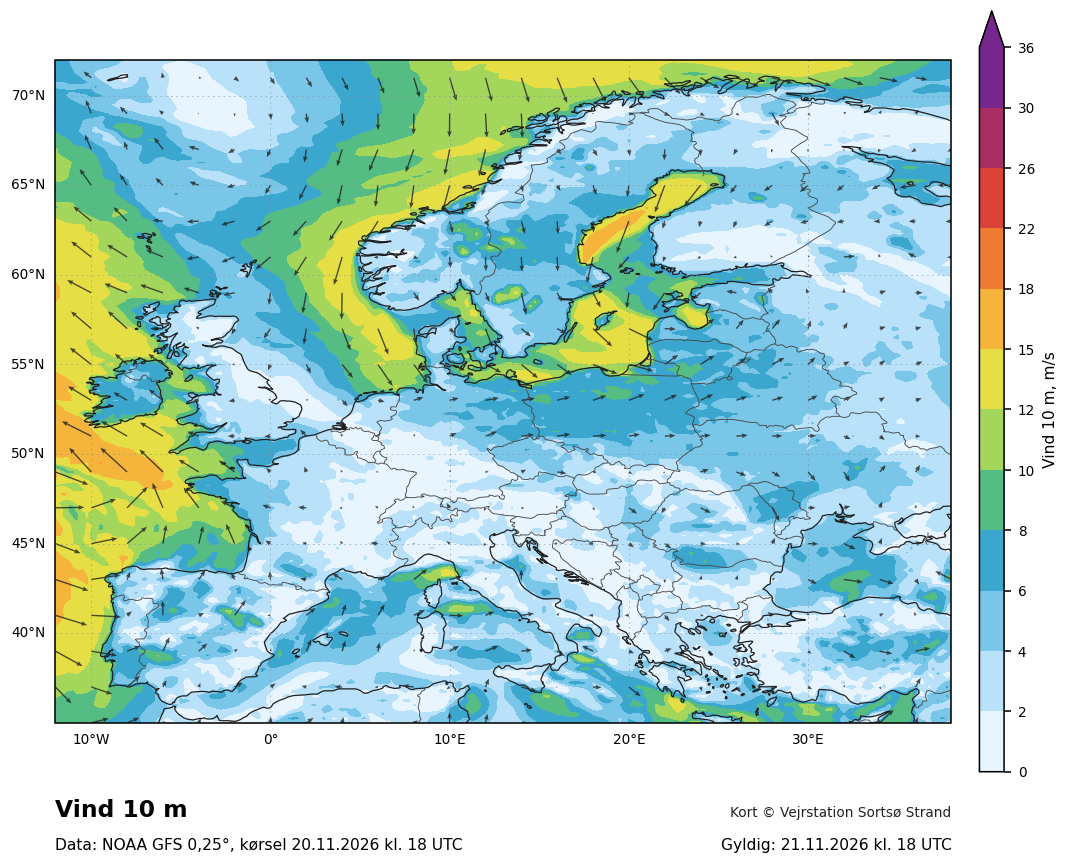 36
30
26
22
18
15
12
10
8
6
4
2
0
Vind 10 m, m/s
70°N
65°N
60°N
55°N
50°N
45°N
40°N
10°W
0°
10°E
20°E
30°E
Vind 10 m
Kort © Vejrstation Sortsø Strand
Data: NOAA GFS 0,25°, kørsel 20.11.2026 kl. 18 UTC
Gyldig: 21.11.2026 kl. 18 UTC